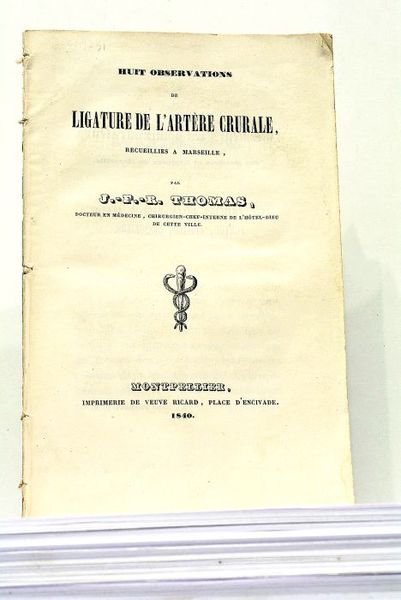 HUIT OBSERVATIONS
DE
LIGATURE DE L'ARTÈRE CRURALE,
RECUEILLIES A MARSEILLE,
PAR
J.-F.-R. THOMAS,
DOCTEUR EN MÉDECINE, CHIRURGIEN-CHEF-INTERNE DE L'HÔTEL-DIEU
DE CETTE VILLE.
MONTPELLIER,
IMPRIMERIE DE VEUVE RICARD, PLACE D'ENCIVADE.
1840.